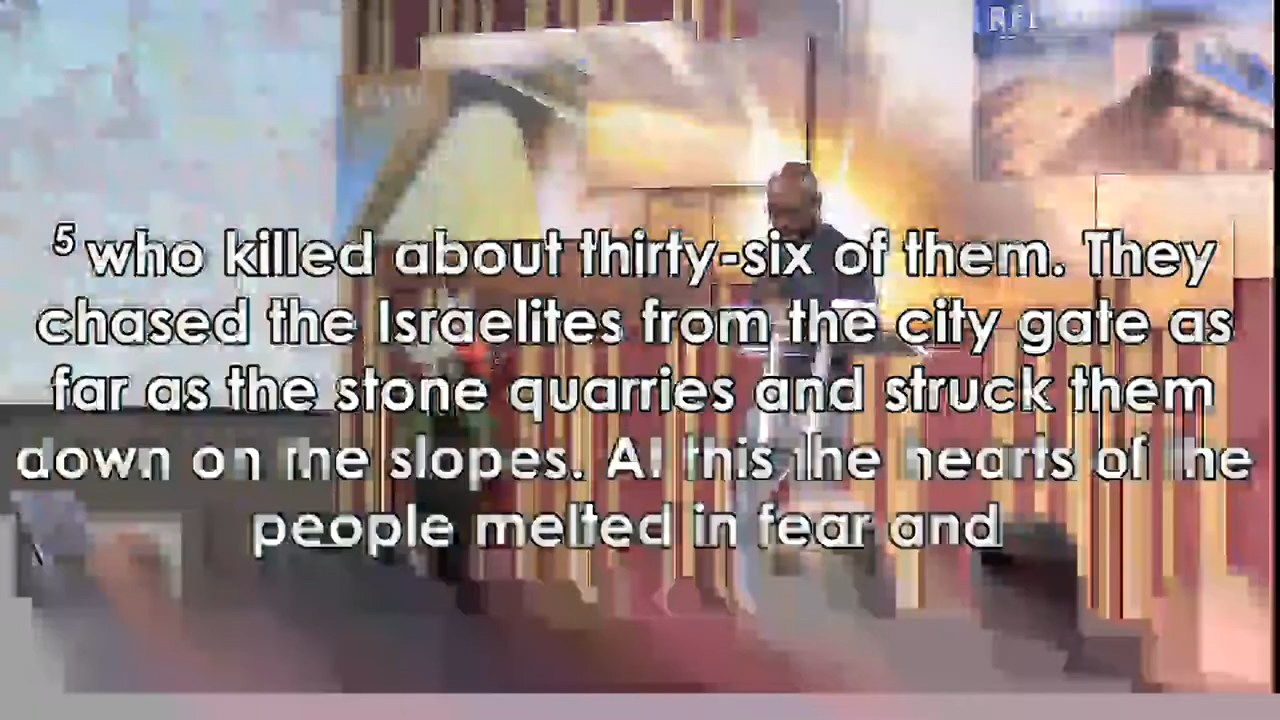 5 who killed about thirty-six of them. They
chased the Israelites from the city gate as
far as the stone quarries and struck them
down on the slopes. At this the hearts of the
people melted in fear and